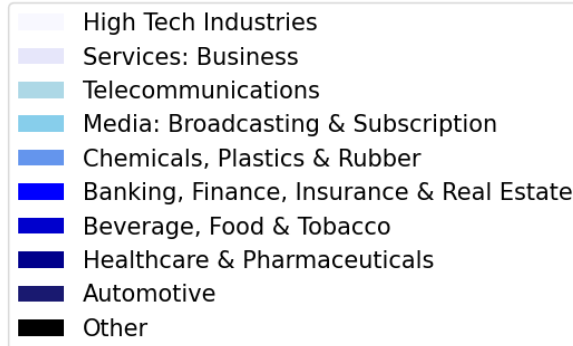 High Tech Industries
Services: Business
Telecommunications
Media: Broadcasting & Subscription
Chemicals, Plastics & Rubber
Banking, Finance, Insurance & Real Estate
Beverage, Food & Tobacco
Healthcare & Pharmaceuticals
Automotive
Other